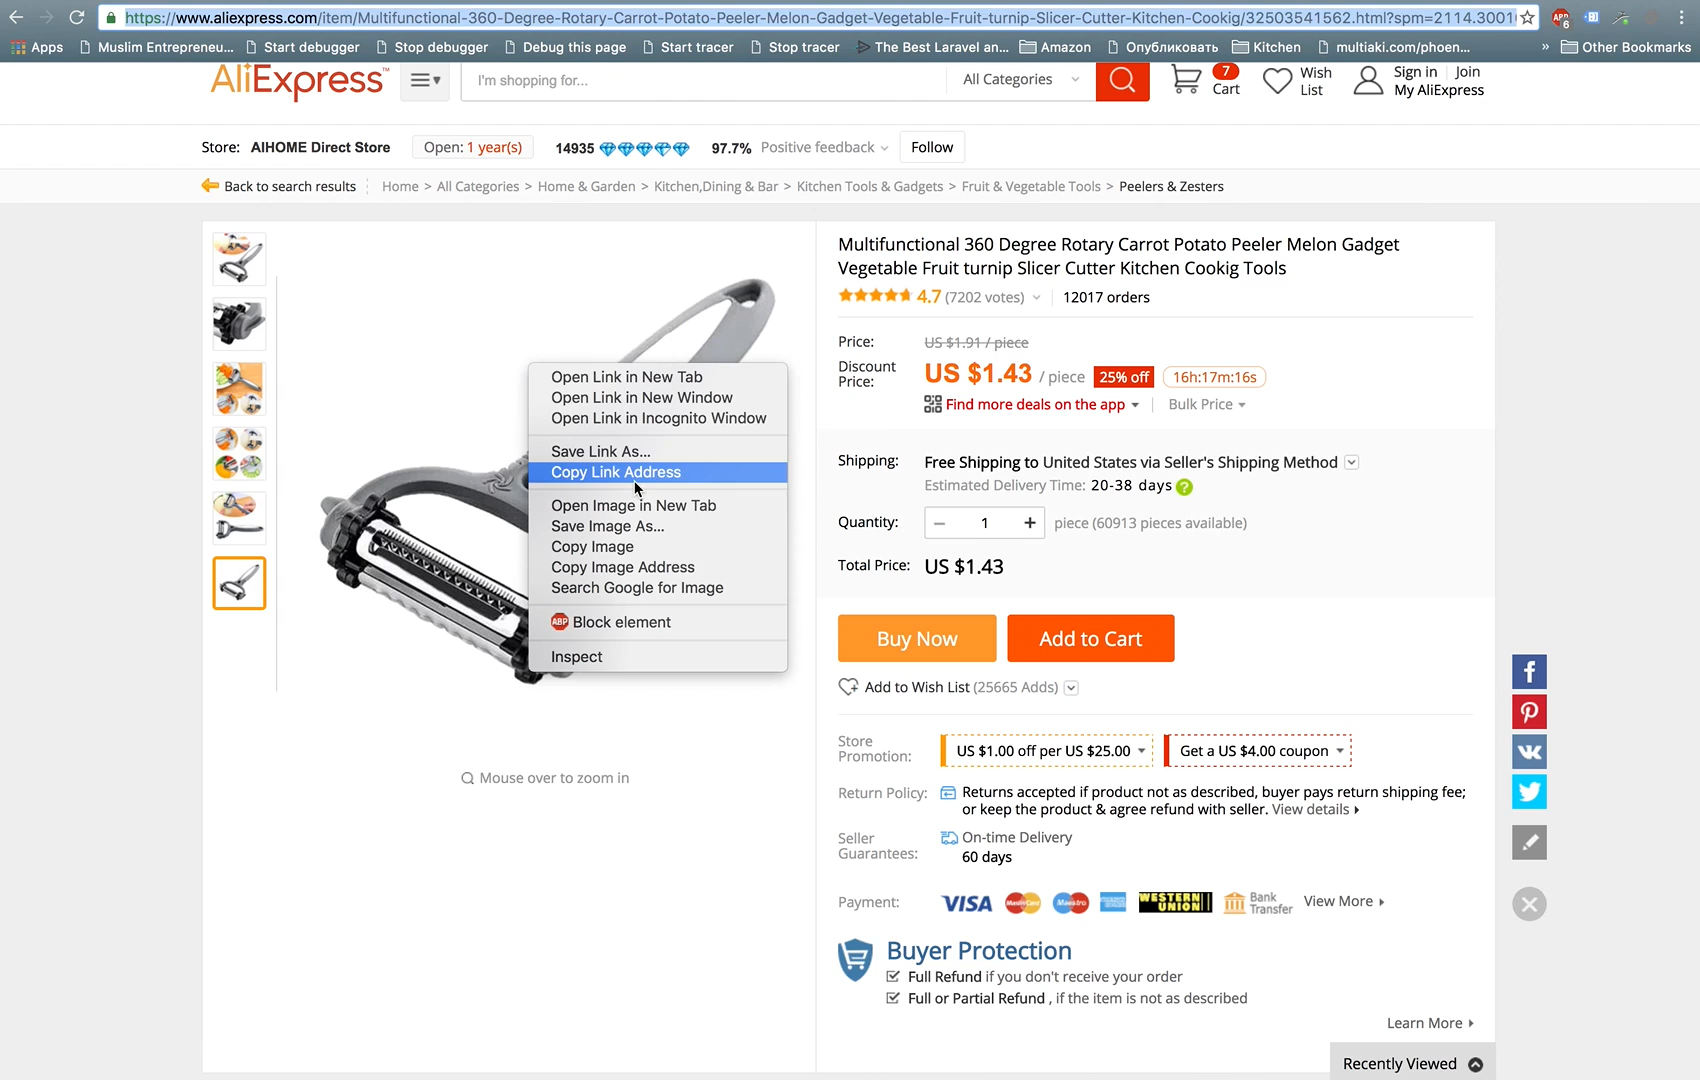 https://www.aliexpress.com/item/Multifunctional-360-Degree-Rotary-Carrot-Potato-Peeler-Melon-Gadget-Vegetable-Fruit-turnip-Slicer-Cutter-Kitchen-Cookig/32503541562.html?spm=2114.3001
ABP 6
Apps Muslim Entrepreneu... Start debugger Stop debugger Debug this page Start tracer Stop tracer The Best Laravel an... Amazon Опубликовать Kitchen multiaki.com/phoen... » Other Bookmarks
AliExpress™ I'm shopping for... All Categories 7 Cart Wish List Sign in | Join My AliExpress
Store: AIHOME Direct Store Open: 1 year(s) 14935 97.7% Positive feedback Follow
Back to search results Home > All Categories > Home & Garden > Kitchen,Dining & Bar > Kitchen Tools & Gadgets > Fruit & Vegetable Tools > Peelers & Zesters
Open Link in New Tab
Open Link in New Window
Open Link in Incognito Window
Save Link As...
Copy Link Address
Open Image in New Tab
Save Image As...
Copy Image
Copy Image Address
Search Google for Image
ABP Block element
Inspect
Mouse over to zoom in
Multifunctional 360 Degree Rotary Carrot Potato Peeler Melon Gadget
Vegetable Fruit turnip Slicer Cutter Kitchen Cookig Tools
4.7 (7202 votes) 12017 orders
Price: US $1.91 / piece
Discount Price: US $1.43 / piece 25% off 16h:17m:16s
Find more deals on the app Bulk Price
Shipping: Free Shipping to United States via Seller's Shipping Method
Estimated Delivery Time: 20-38 days ?
Quantity: − 1 + piece (60913 pieces available)
Total Price: US $1.43
Buy Now Add to Cart
Add to Wish List (25665 Adds)
Store Promotion: US $1.00 off per US $25.00 Get a US $4.00 coupon
Return Policy: Returns accepted if product not as described, buyer pays return shipping fee;
or keep the product & agree refund with seller. View details
Seller Guarantees: On-time Delivery
60 days
Payment: VISA MasterCard Maestro WESTERN UNION Bank Transfer View More
Buyer Protection
Full Refund if you don't receive your order
Full or Partial Refund , if the item is not as described
Learn More
Recently Viewed